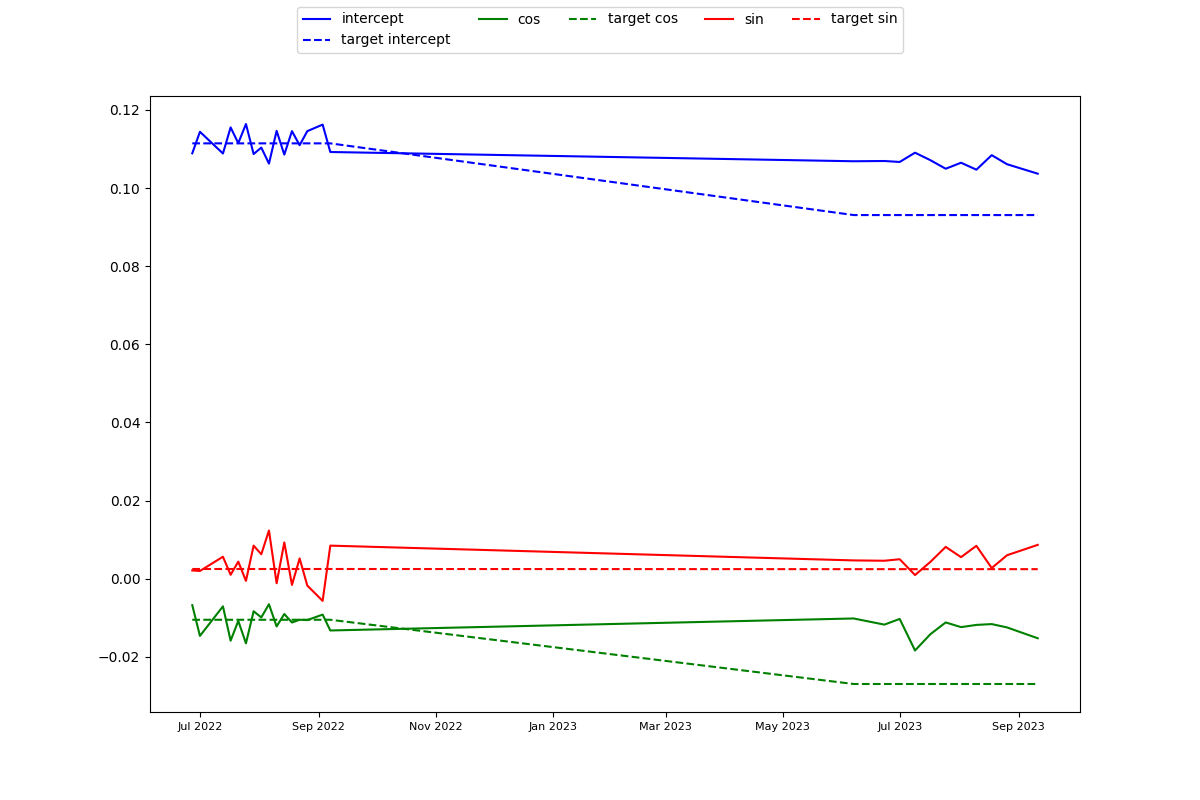 intercept cos target cos sin target sin
target intercept
0.12
0.10
0.08
0.06
0.04
0.02
0.00
−0.02
Jul 2022 Sep 2022 Nov 2022 Jan 2023 Mar 2023 May 2023 Jul 2023 Sep 2023